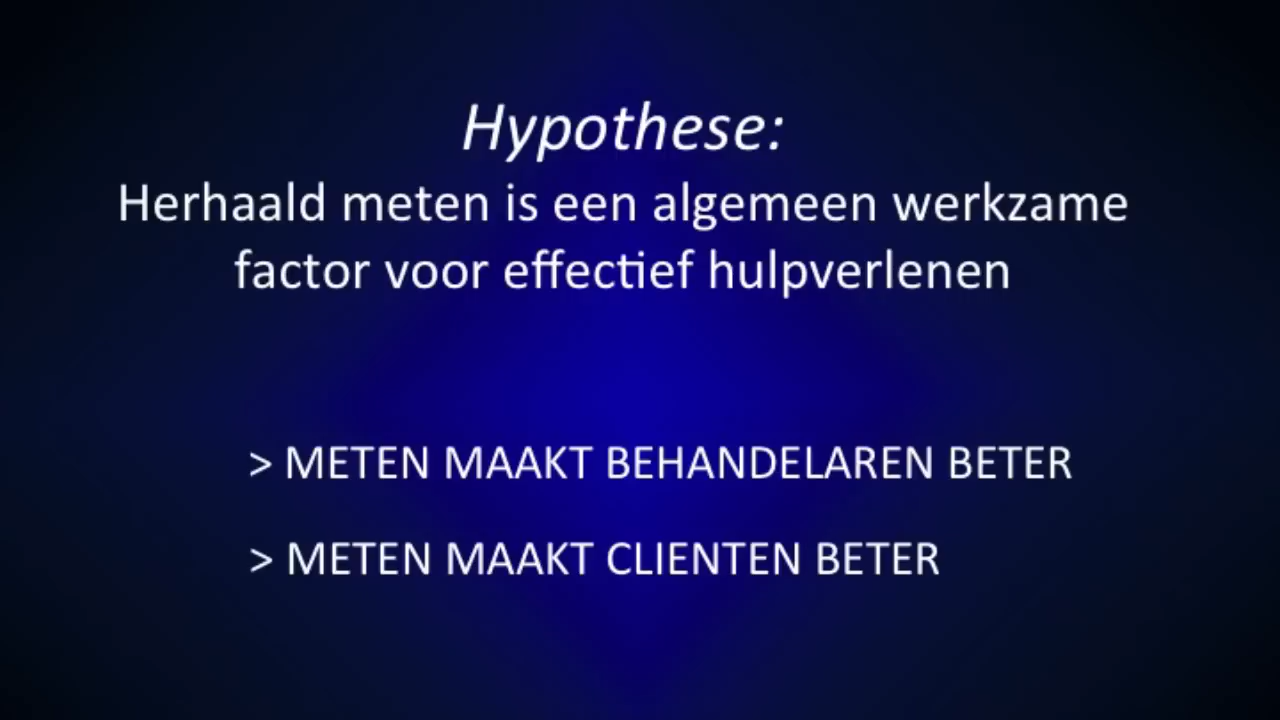 Hypothese:
Herhaald meten is een algemeen werkzame
factor voor effectief hulpverlenen
> METEN MAAKT BEHANDELAREN BETER
> METEN MAAKT CLIENTEN BETER